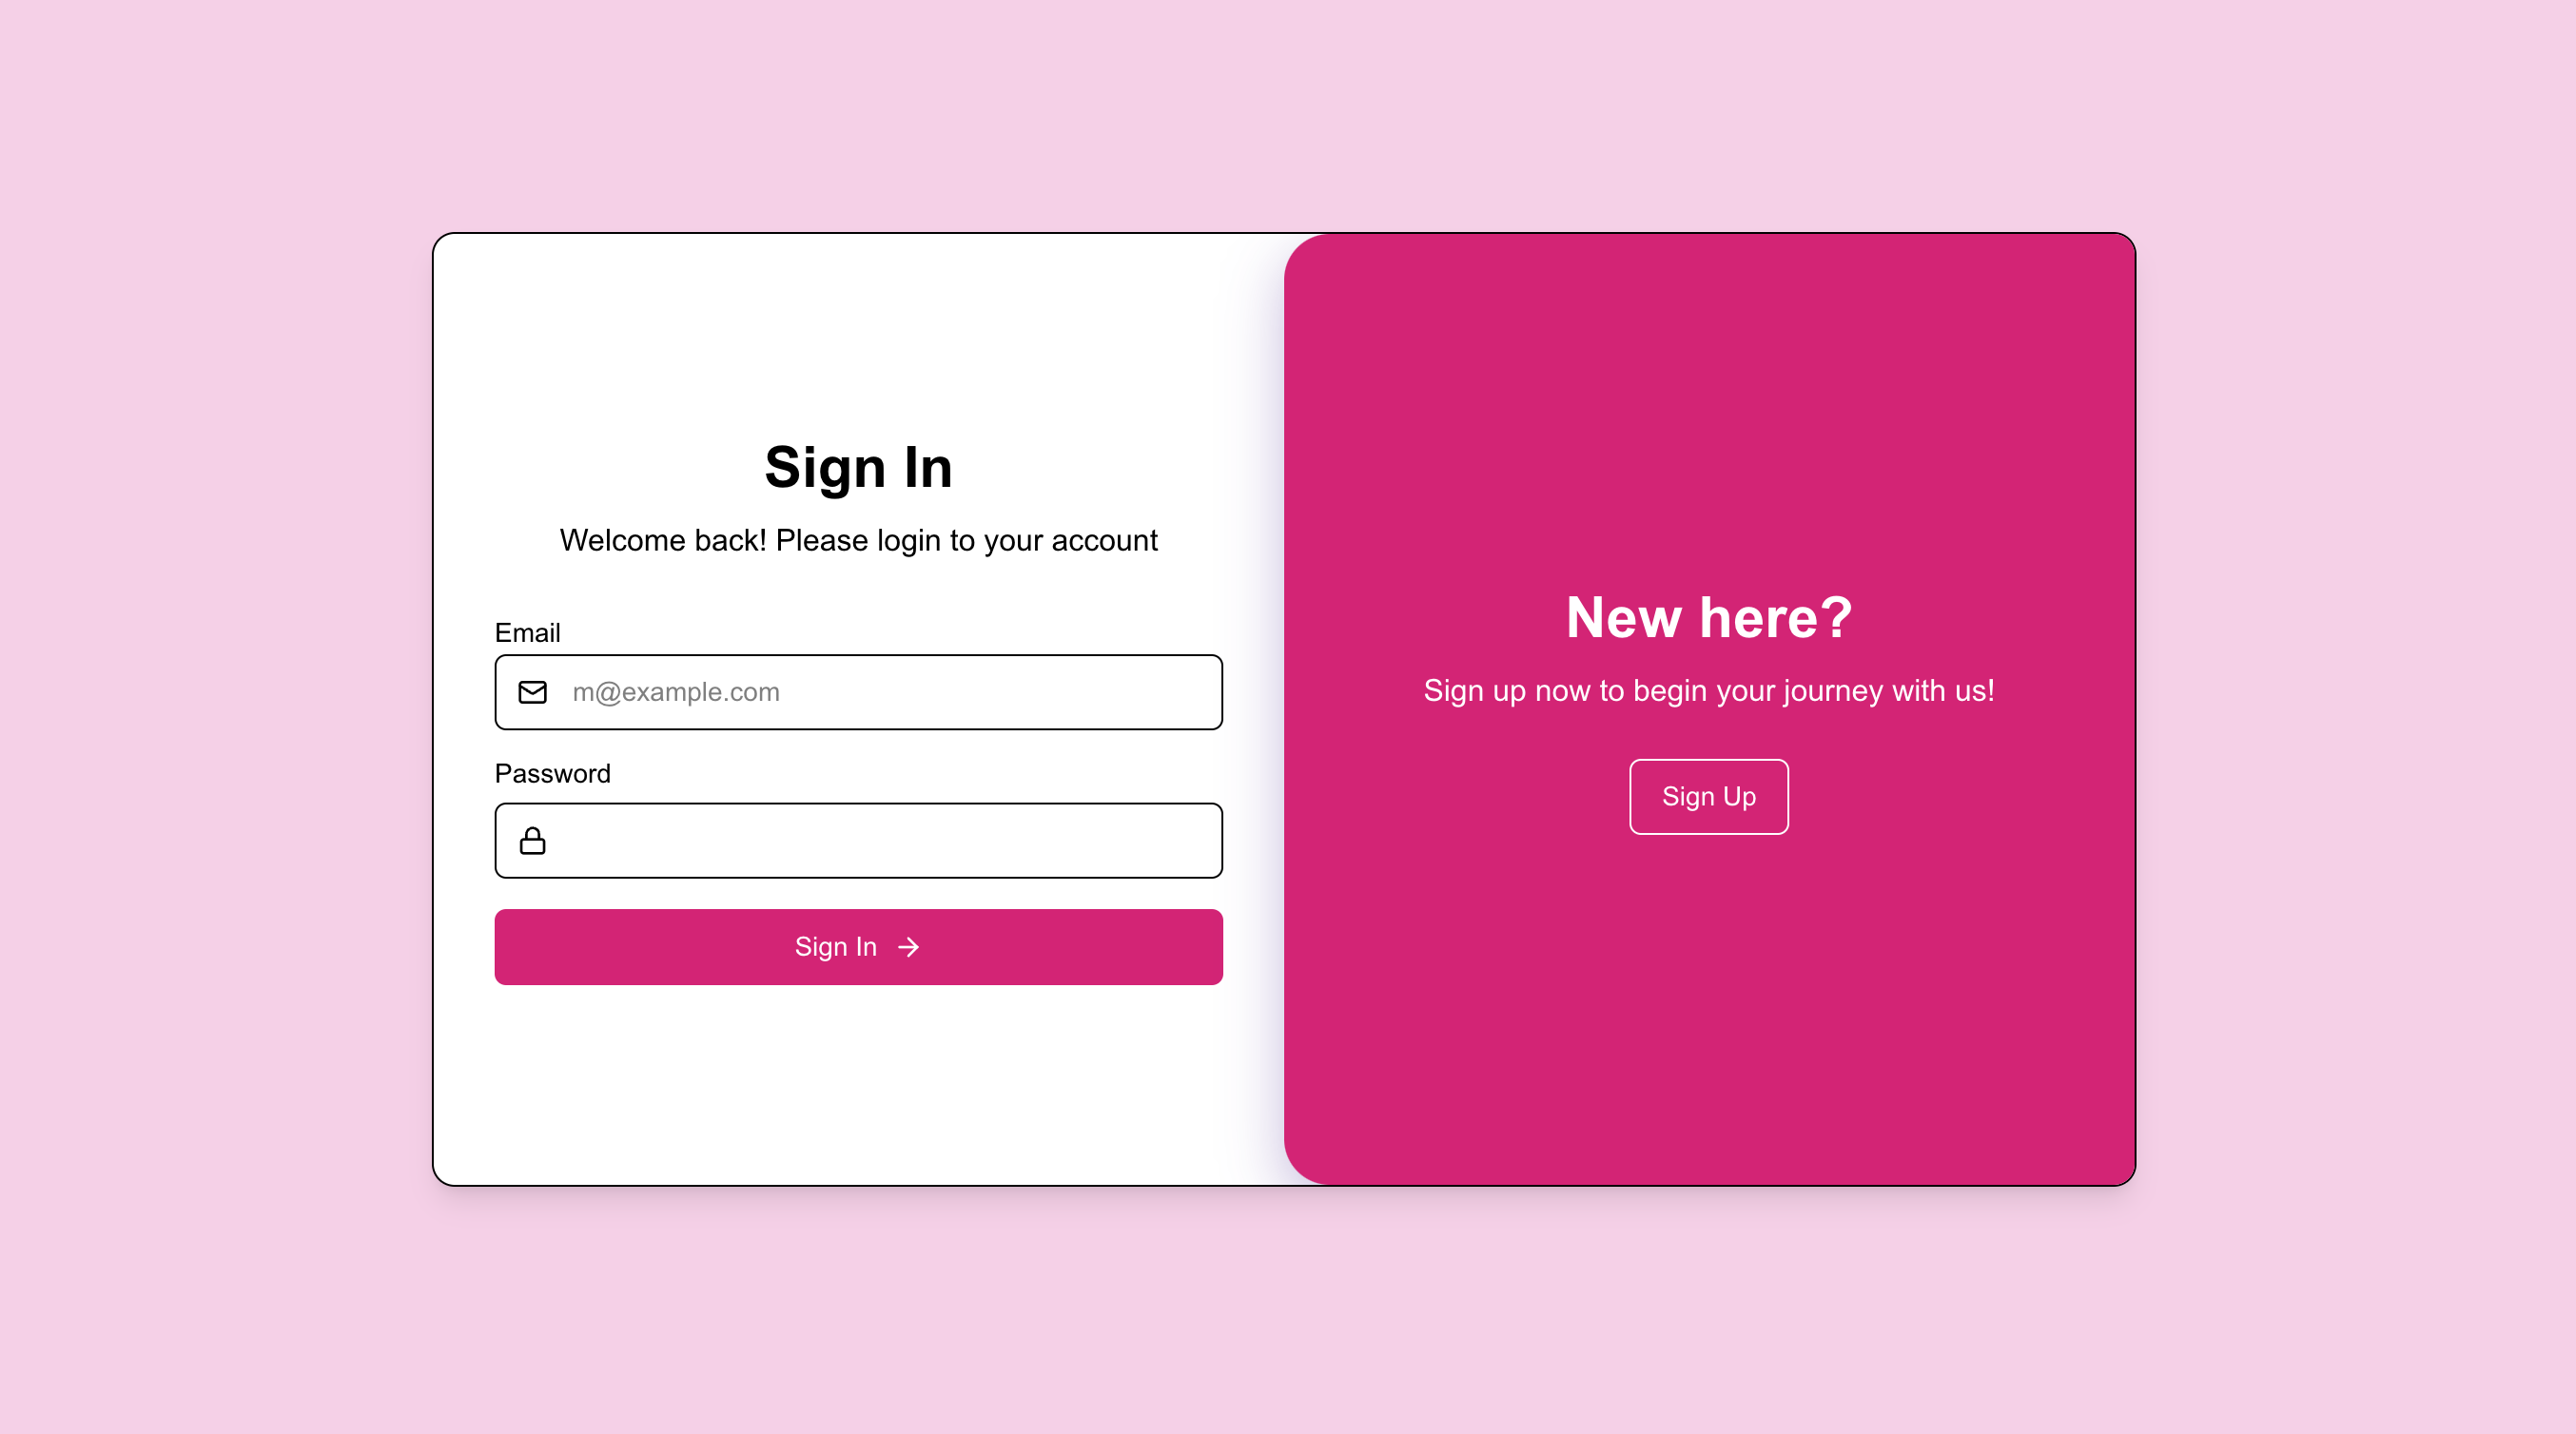 Sign In
Welcome back! Please login to your account
Email
m@example.com
Password
Sign In
New here?
Sign up now to begin your journey with us!
Sign Up